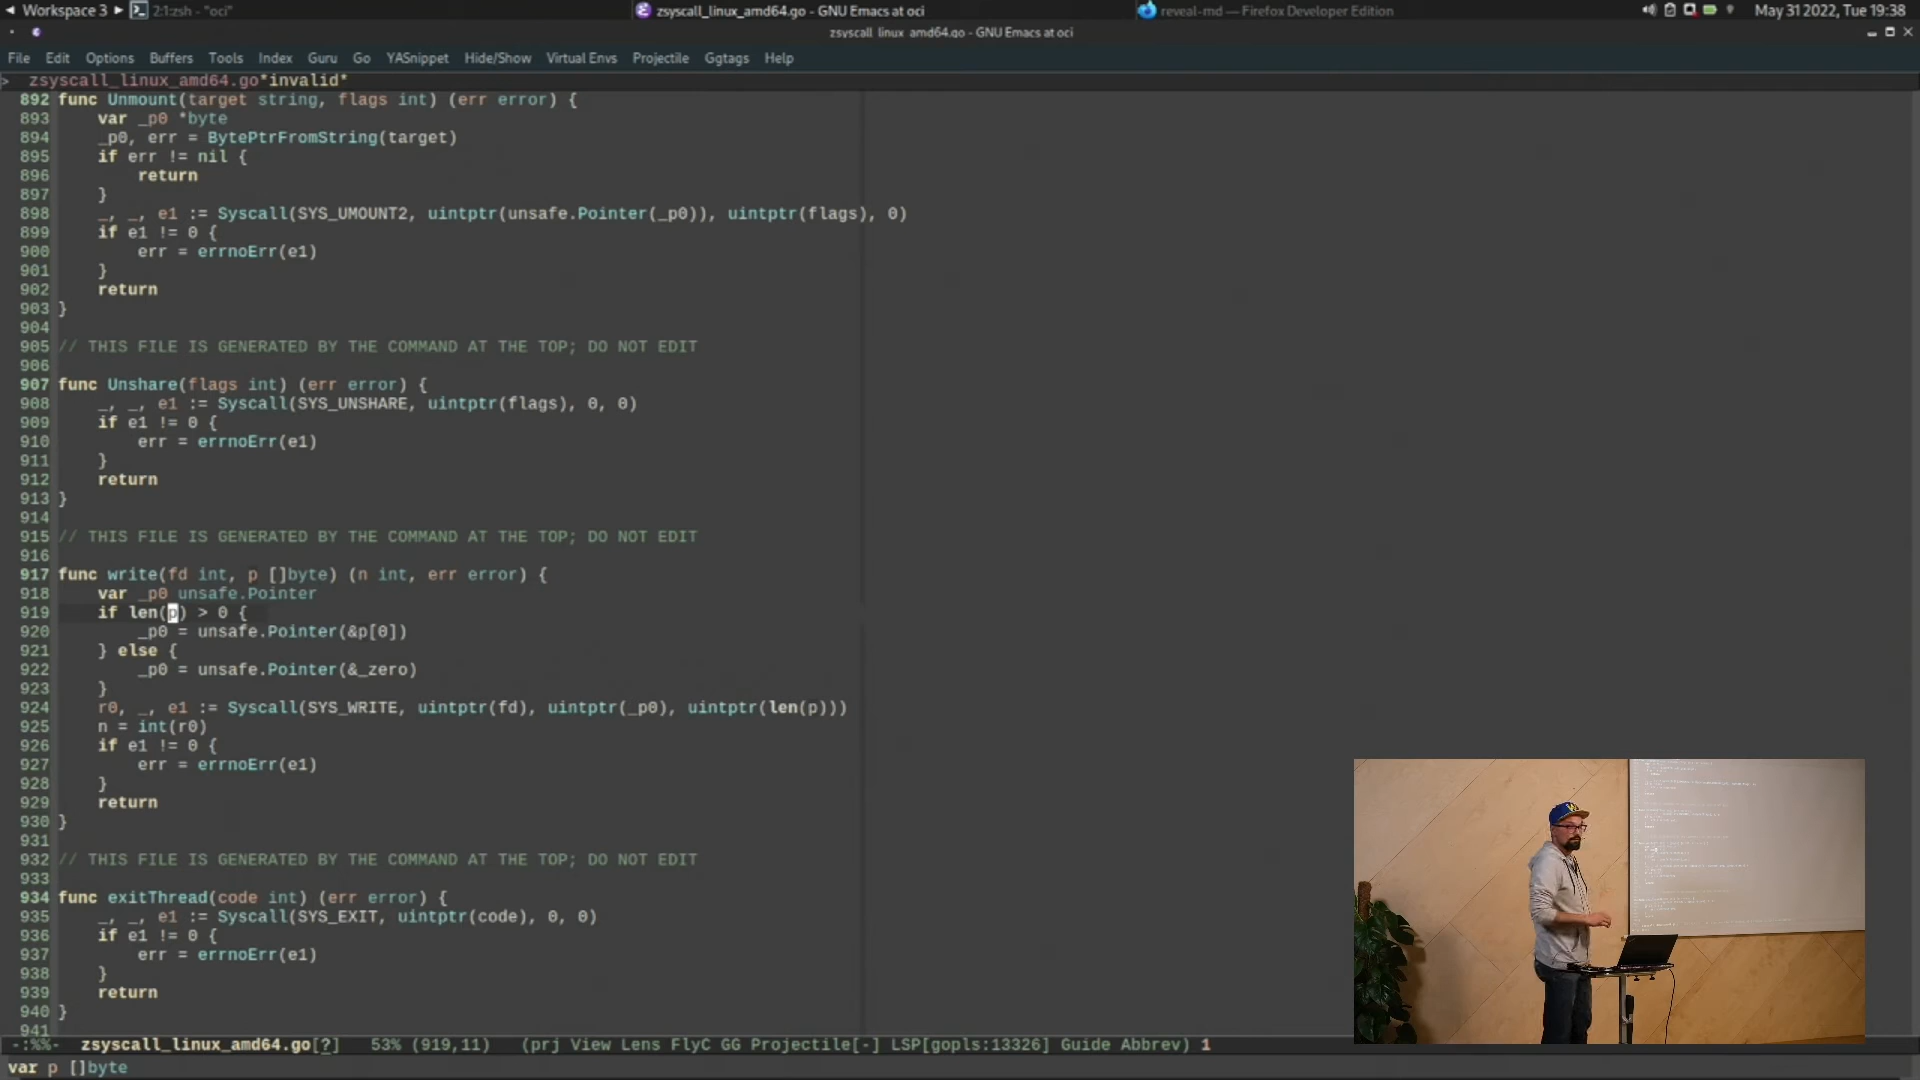 Workspace 3
2:1:zsh - "oci"
zsyscall_linux_amd64.go - GNU Emacs at oci
reveal-md — Firefox Developer Edition
May 31 2022, Tue 19:38
zsyscall_linux_amd64.go - GNU Emacs at oci
File Edit Options Buffers Tools Index Guru Go YASnippet Hide/Show Virtual Envs Projectile Ggtags Help
> zsyscall_linux_amd64.go*invalid*
892 func Unmount(target string, flags int) (err error) {
893     var _p0 *byte
894     _p0, err = BytePtrFromString(target)
895     if err != nil {
896         return
897     }
898     _, _, e1 := Syscall(SYS_UMOUNT2, uintptr(unsafe.Pointer(_p0)), uintptr(flags), 0)
899     if e1 != 0 {
900         err = errnoErr(e1)
901     }
902     return
903 }
904
905 // THIS FILE IS GENERATED BY THE COMMAND AT THE TOP; DO NOT EDIT
906
907 func Unshare(flags int) (err error) {
908     _, _, e1 := Syscall(SYS_UNSHARE, uintptr(flags), 0, 0)
909     if e1 != 0 {
910         err = errnoErr(e1)
911     }
912     return
913 }
914
915 // THIS FILE IS GENERATED BY THE COMMAND AT THE TOP; DO NOT EDIT
916
917 func write(fd int, p []byte) (n int, err error) {
918     var _p0 unsafe.Pointer
919     if len(p) > 0 {
920         _p0 = unsafe.Pointer(&p[0])
921     } else {
922         _p0 = unsafe.Pointer(&_zero)
923     }
924     r0, _, e1 := Syscall(SYS_WRITE, uintptr(fd), uintptr(_p0), uintptr(len(p)))
925     n = int(r0)
926     if e1 != 0 {
927         err = errnoErr(e1)
928     }
929     return
930 }
931
932 // THIS FILE IS GENERATED BY THE COMMAND AT THE TOP; DO NOT EDIT
933
934 func exitThread(code int) (err error) {
935     _, _, e1 := Syscall(SYS_EXIT, uintptr(code), 0, 0)
936     if e1 != 0 {
937         err = errnoErr(e1)
938     }
939     return
940 }
941
-:%%- zsyscall_linux_amd64.go[?] 53% (919,11) (prj View Lens FlyC GG Projectile[-] LSP[gopls:13326] Guide Abbrev) 1
var p []byte